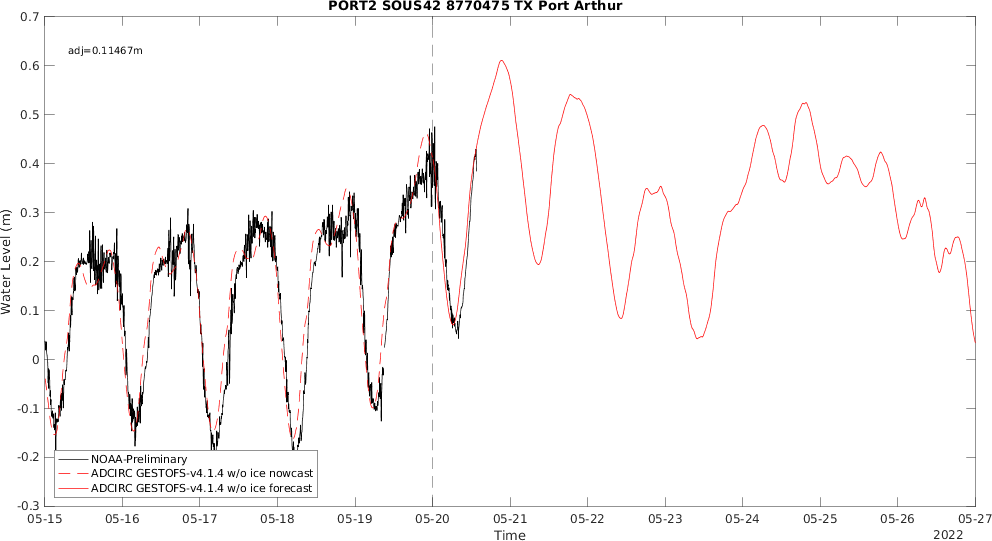 PORT2 SOUS42 8770475 TX Port Arthur
adj=0.11467m
0.7
0.6
0.5
0.4
0.3
0.2
0.1
0
-0.1
-0.2
-0.3
Water Level (m)
NOAA-Preliminary
ADCIRC GESTOFS-v4.1.4 w/o ice nowcast
ADCIRC GESTOFS-v4.1.4 w/o ice forecast
05-15 05-16 05-17 05-18 05-19 05-20 05-21 05-22 05-23 05-24 05-25 05-26 05-27
Time
2022